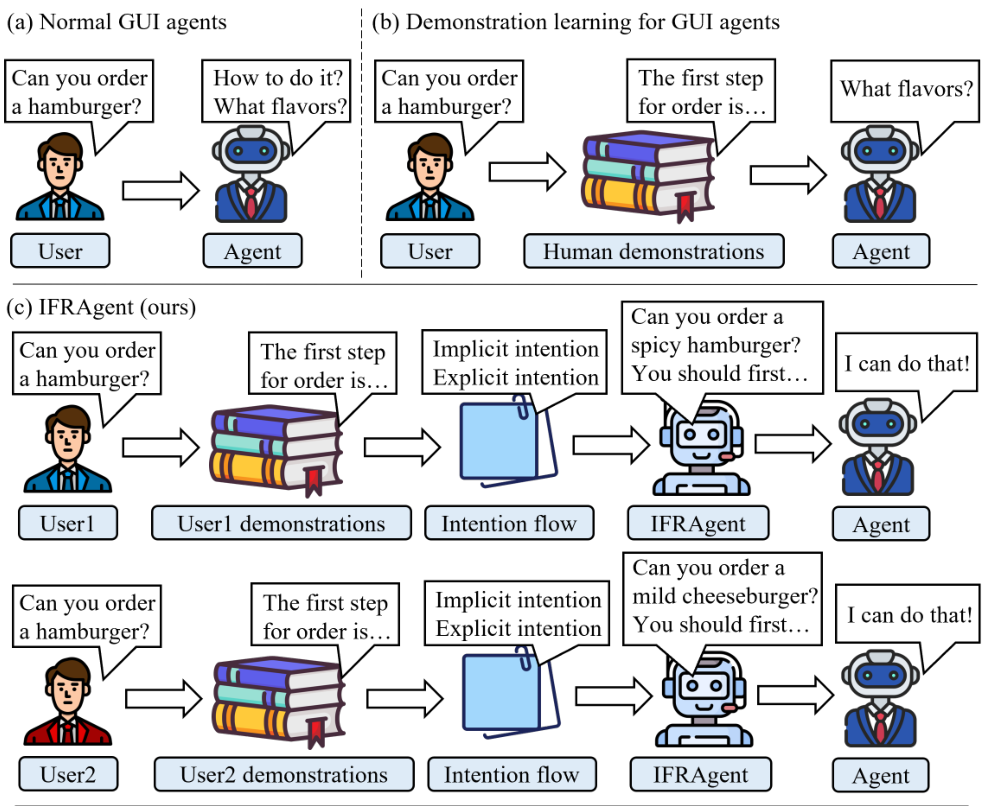 (a) Normal GUI agents
Can you order
a hamburger?
How to do it?
What flavors?
User
Agent
(b) Demonstration learning for GUI agents
Can you order
a hamburger?
The first step
for order is…
What flavors?
User
Human demonstrations
Agent
(c) IFRAgent (ours)
Can you order
a hamburger?
The first step
for order is…
Implicit intention
Explicit intention
Can you order a
spicy hamburger?
You should first…
I can do that!
User1
User1 demonstrations
Intention flow
IFRAgent
Agent
Can you order
a hamburger?
The first step
for order is…
Implicit intention
Explicit intention
Can you order a
mild cheeseburger?
You should first…
I can do that!
User2
User2 demonstrations
Intention flow
IFRAgent
Agent